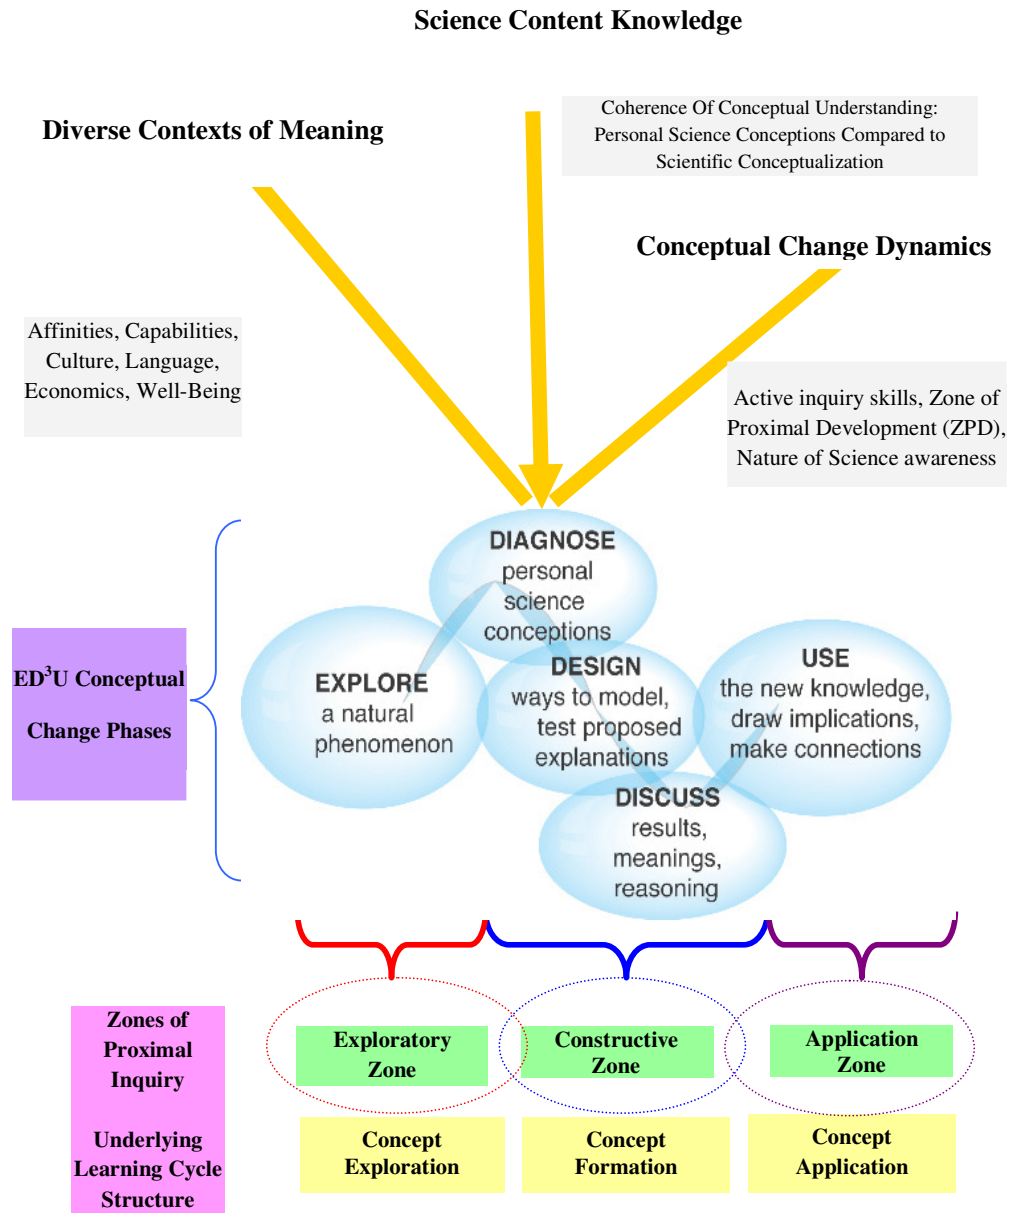 Science Content Knowledge
Coherence Of Conceptual Understanding:
Personal Science Conceptions Compared to
Scientific Conceptualization
Diverse Contexts of Meaning
Conceptual Change Dynamics
Affinities, Capabilities,
Culture, Language,
Economics, Well-Being
Active inquiry skills, Zone of
Proximal Development (ZPD),
Nature of Science awareness
DIAGNOSE
personal
science
conceptions
ED³U Conceptual
Change Phases
EXPLORE
a natural
phenomenon
DESIGN
ways to model,
test proposed
explanations
USE
the new knowledge,
draw implications,
make connections
DISCUSS
results,
meanings,
reasoning
Zones of
Proximal
Inquiry
Exploratory
Zone
Constructive
Zone
Application
Zone
Underlying
Learning Cycle
Structure
Concept
Exploration
Concept
Formation
Concept
Application